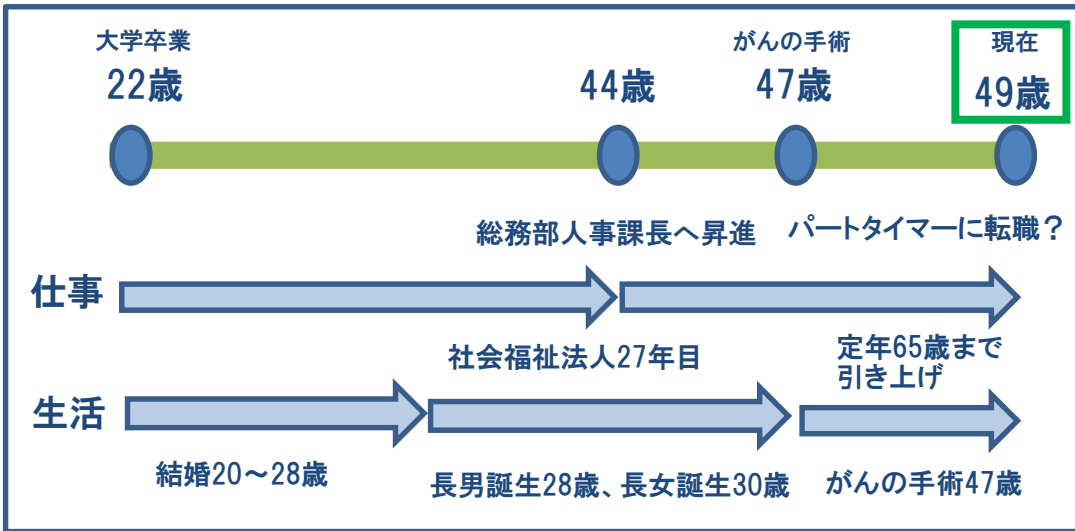 大学卒業
22歳
44歳
がんの手術
47歳
現在
49歳
総務部人事課長へ昇進
パートタイマーに転職？
仕事
社会福祉法人27年目
定年65歳まで
引き上げ
生活
結婚20～28歳
長男誕生28歳、長女誕生30歳
がんの手術47歳